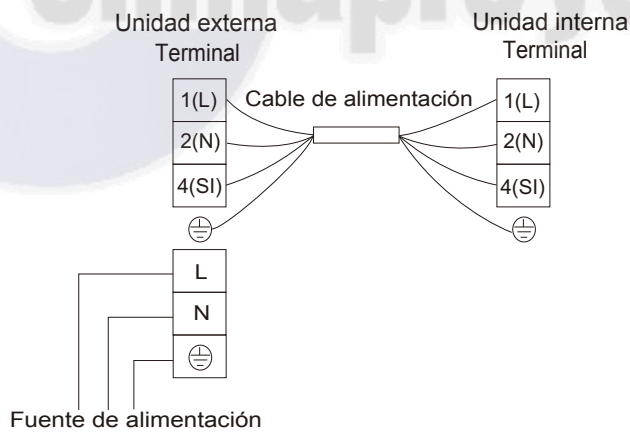 Unidad externa
Terminal
Unidad interna
Terminal
1(L)
2(N)
4(SI)
Cable de alimentación
1(L)
2(N)
4(SI)
L
N
Fuente de alimentación